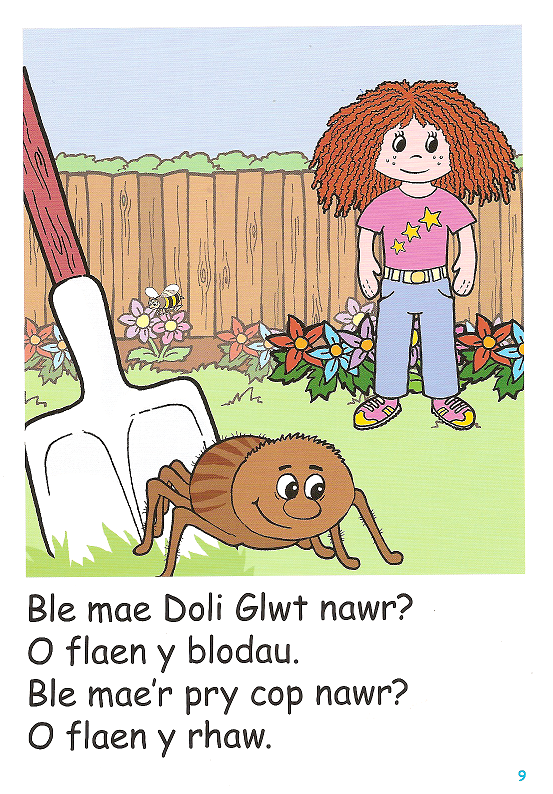 Ble mae Doli Glwt nawr?
O flaen y blodau.
Ble mae'r pry cop nawr?
O flaen y rhaw.
9